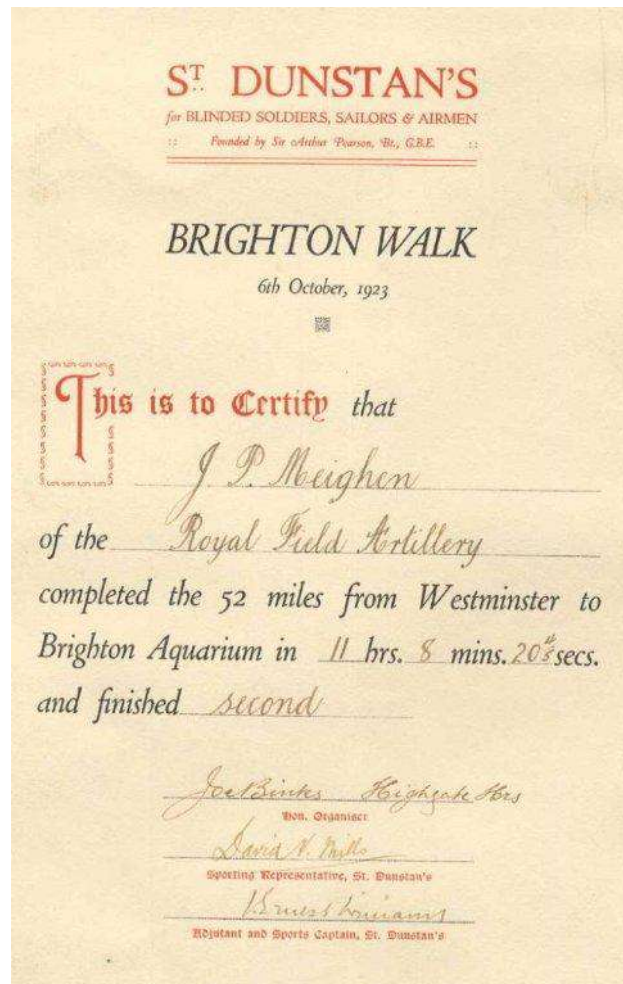 ST DUNSTAN'S
for BLINDED SOLDIERS, SAILORS & AIRMEN
:: Founded by Sir Arthur Pearson, Bt., G.B.E. ::
BRIGHTON WALK
6th October, 1923
This is to Certify that
J. P. Meighen
of the Royal Field Artillery
completed the 52 miles from Westminster to
Brighton Aquarium in 11 hrs. 8 mins. 20 secs.
and finished second
Joe Binks Highgate Hrs
Hon. Organiser
David V. Mills
Sporting Representative, St. Dunstan's
Ernest Williams
Adjutant and Sports Captain, St. Dunstan's